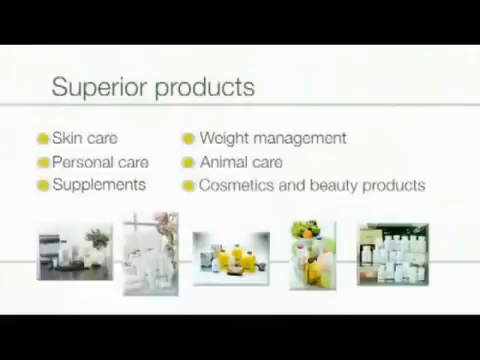 Superior products
Skin care
Weight management
Personal care
Animal care
Supplements
Cosmetics and beauty products